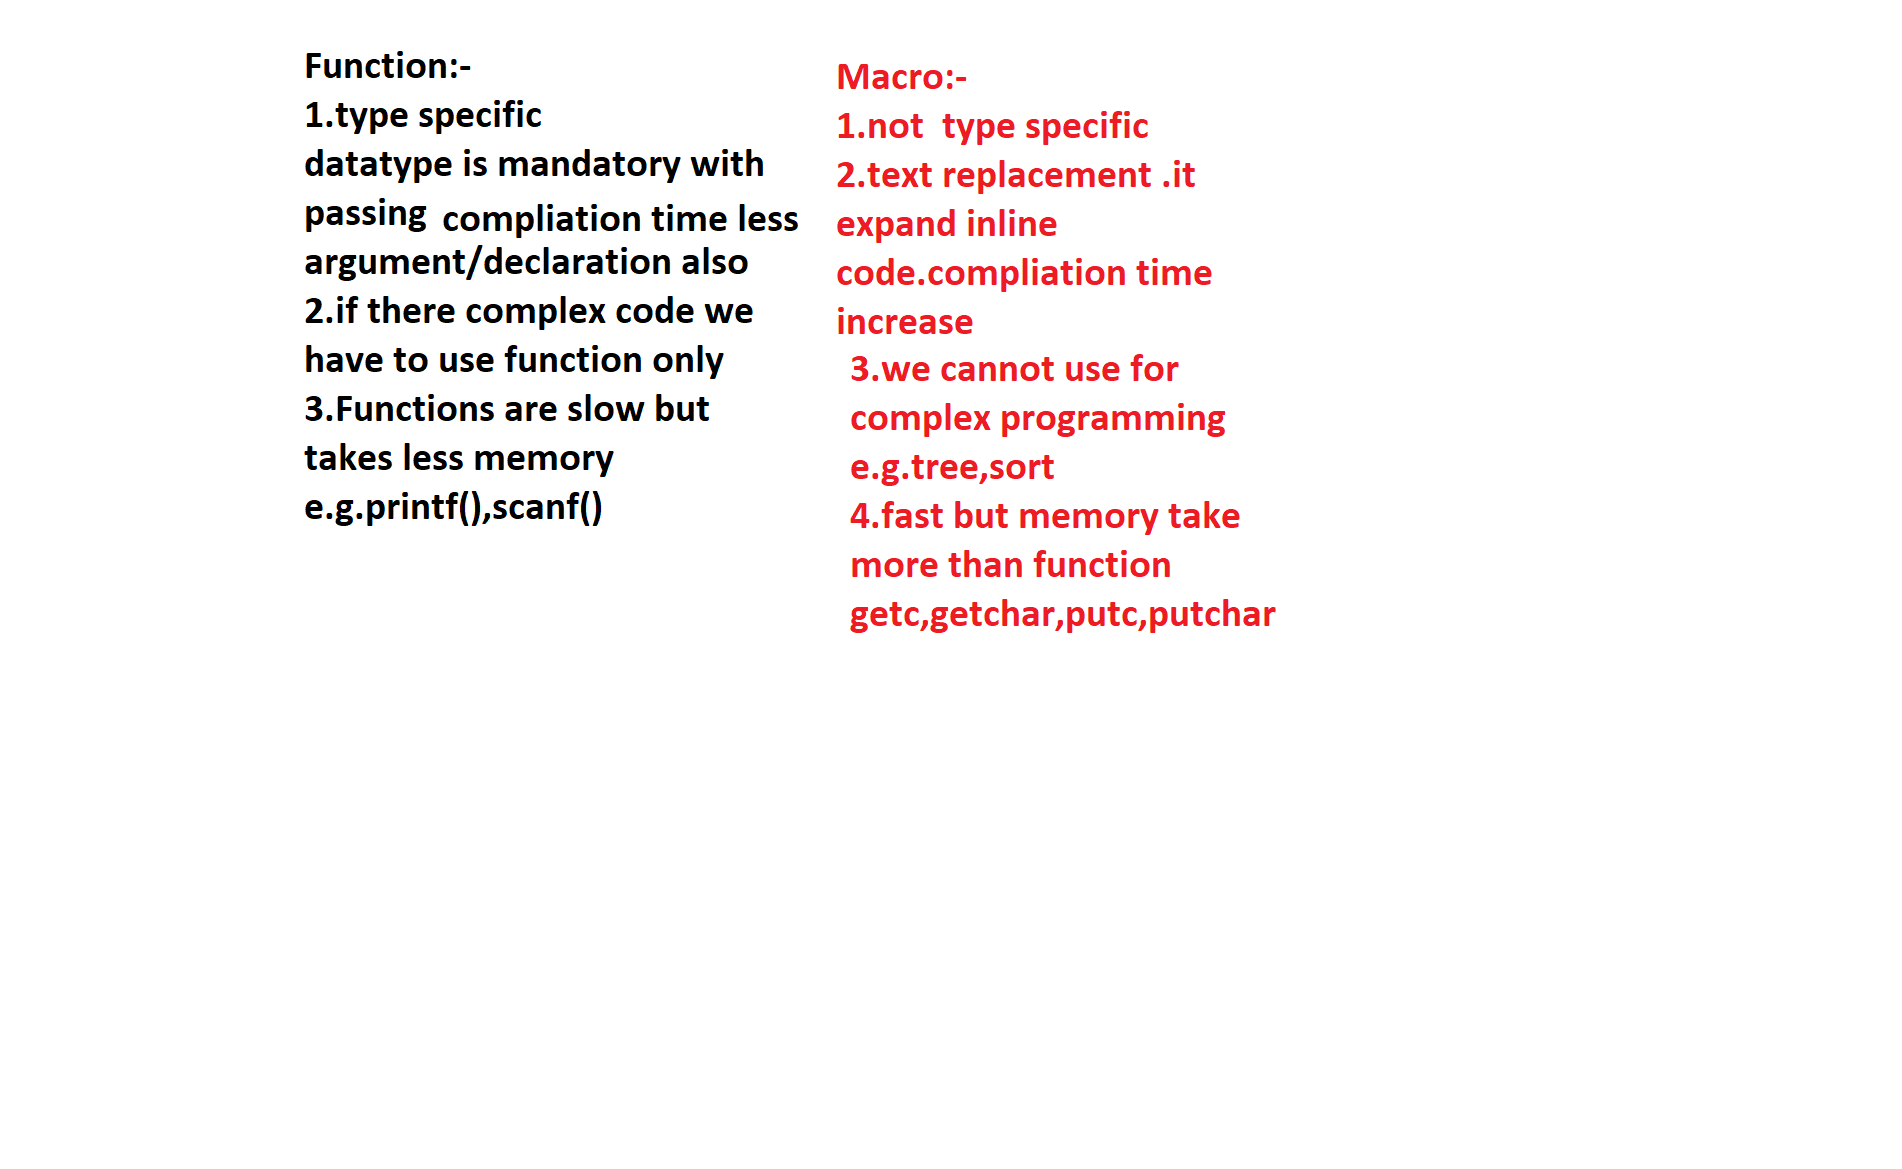 Function:-
1.type specific
datatype is mandatory with
passing compliation time less
argument/declaration also
2.if there complex code we
have to use function only
3.Functions are slow but
takes less memory
e.g.printf(),scanf()
Macro:-
1.not  type specific
2.text replacement .it
expand inline
code.compliation time
increase
3.we cannot use for
complex programming
e.g.tree,sort
4.fast but memory take
more than function
getc,getchar,putc,putchar